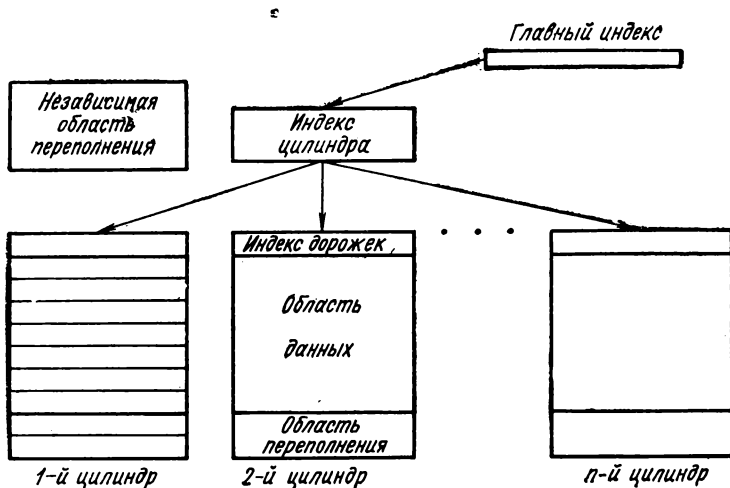 Главный индекс
Независимая
область
переполнения
Индекс
цилиндра
Индекс дорожек
Область
данных
Область
переполнения
1-й цилиндр
2-й цилиндр
n-й цилиндр